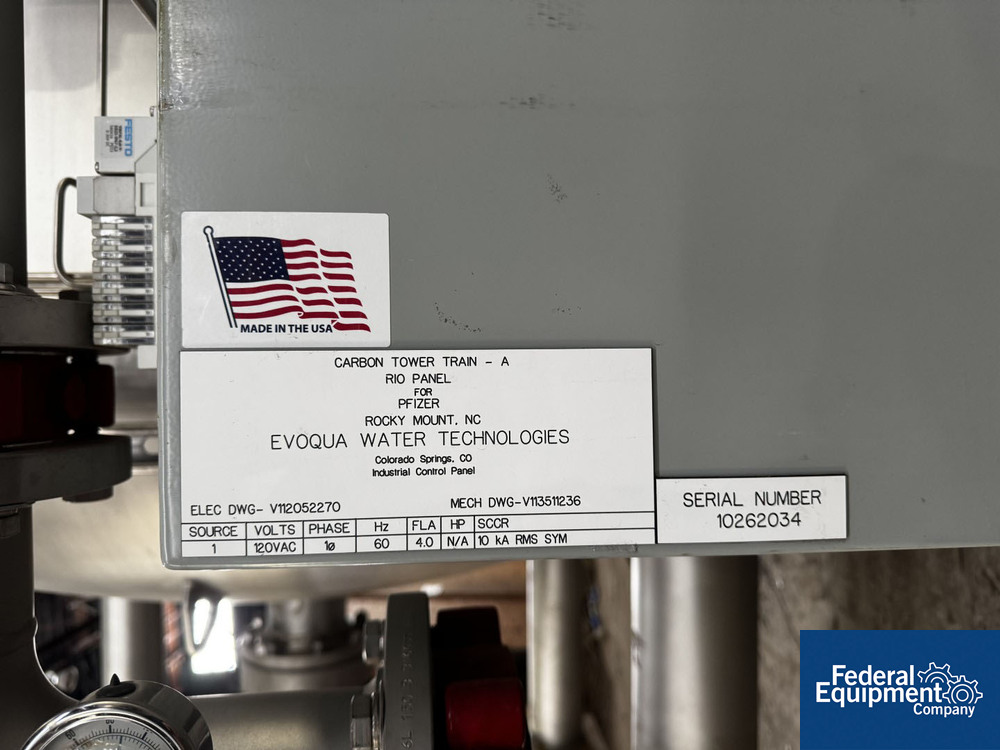 FESTO
MADE IN THE USA
CARBON TOWER TRAIN - A
RIO PANEL
FOR
PFIZER
ROCKY MOUNT, NC
EVOQUA WATER TECHNOLOGIES
Colorado Springs, CO
Industrial Control Panel
ELEC DWG- V112052270 MECH DWG-V113511236
SOURCE VOLTS PHASE Hz FLA HP SCCR
1 120VAC 1ø 60 4.0 N/A 10 KA RMS SYM
SERIAL NUMBER
10262034
Federal
Equipment
Company